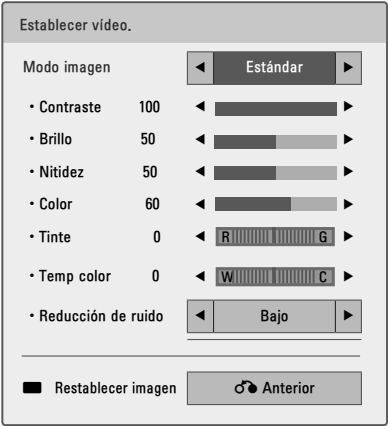 Establecer vídeo.
Modo imagen Estándar
• Contraste 100
• Brillo 50
• Nitidez 50
• Color 60
• Tinte 0 R G
• Temp color 0 W C
• Reducción de ruido Bajo
Restablecer imagen Anterior